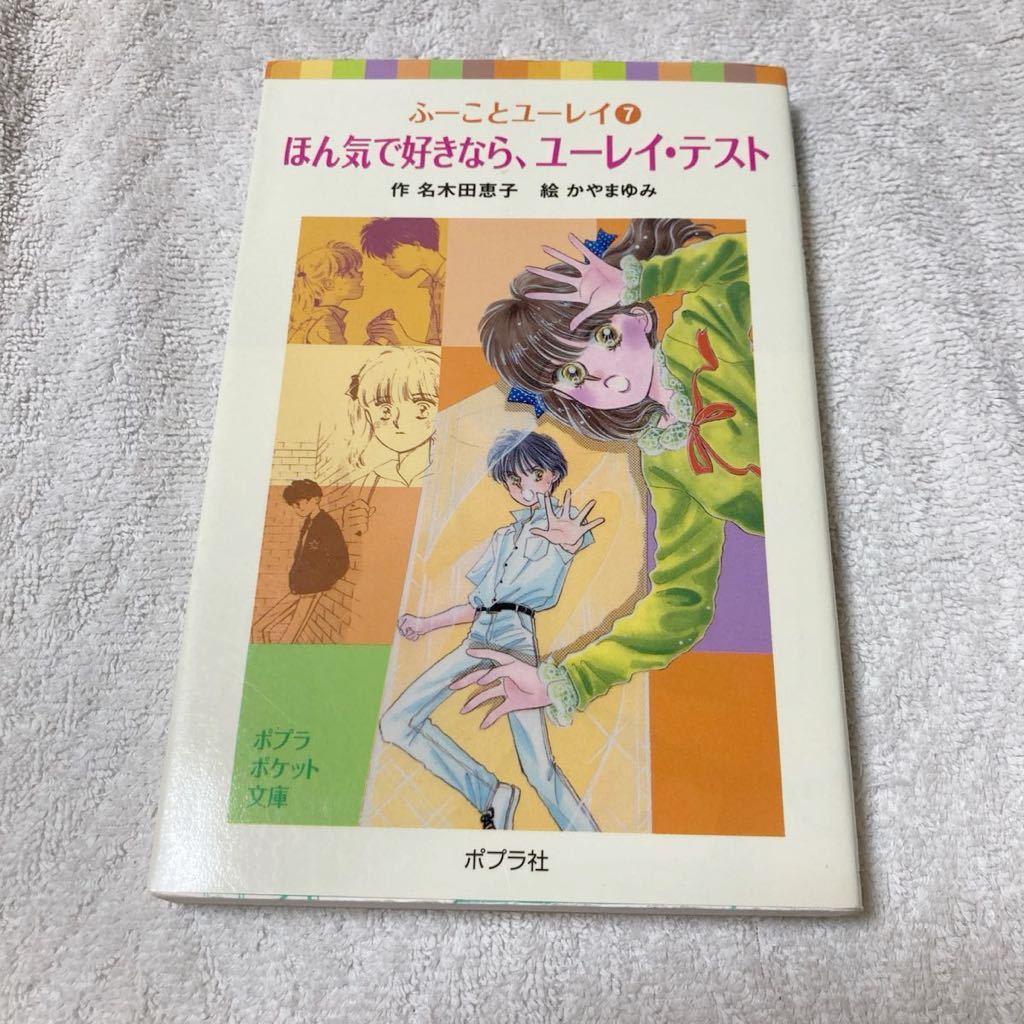 ふーことユーレイ❼
ほん気で好きなら、ユーレイ・テスト
作 名木田恵子 絵 かやまゆみ
ポプラ
ポケット
文庫
ポプラ社